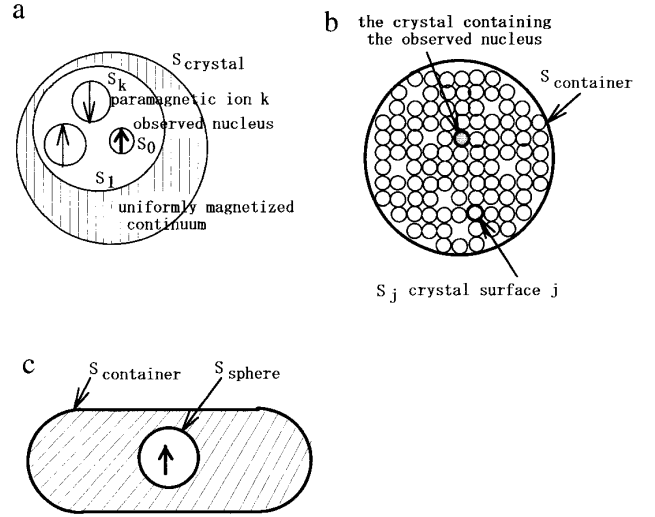 a
S crystal
S k
paramagnetic ion k
observed nucleus
S 0
S 1
uniformly magnetized
continuum
b
the crystal containing
the observed nucleus
S container
S j crystal surface j
c
S container
S sphere